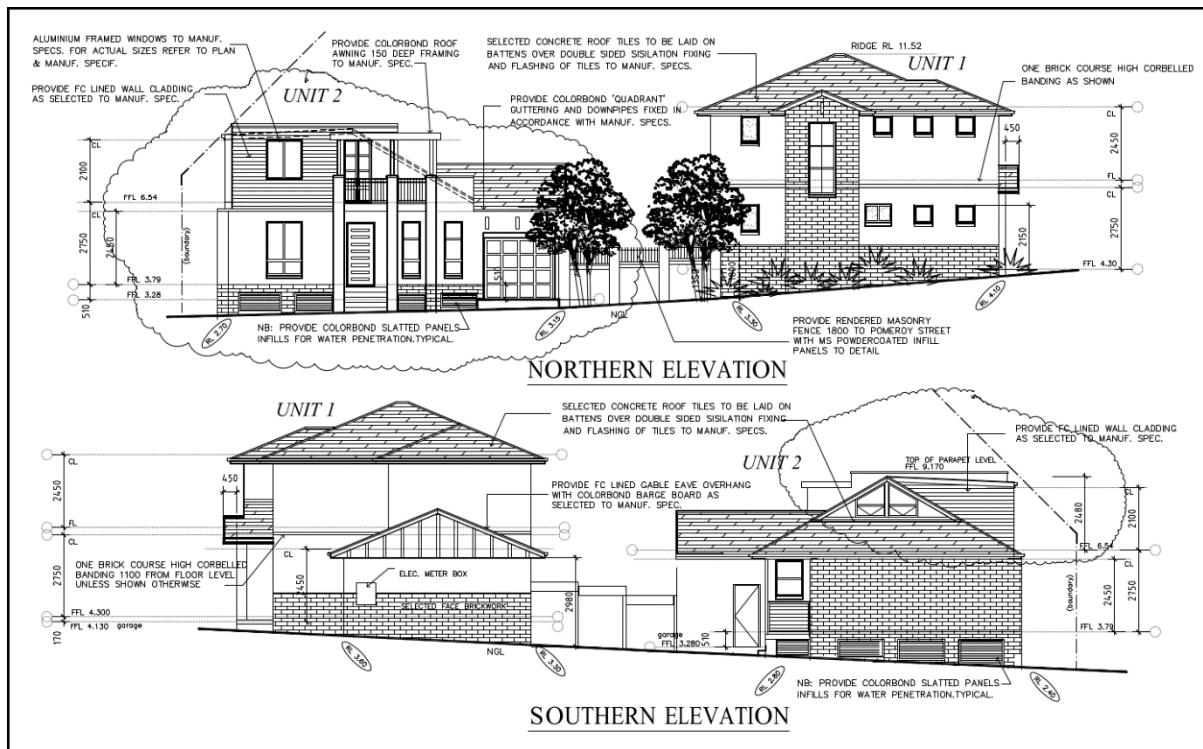 ALUMINIUM FRAMED WINDOWS TO MANUF.
SPECS. FOR ACTUAL SIZES REFER TO PLAN
& MANUF. SPECIF.
PROVIDE FC LINED WALL CLADDING
AS SELECTED TO MANUF. SPEC.
UNIT 2
PROVIDE COLORBOND ROOF
AWNING 150 DEEP FRAMING
TO MANUF. SPEC.
PROVIDE COLORBOND 'QUADRANT'
GUTTERING AND DOWNPIPES FIXED IN
ACCORDANCE WITH MANUF. SPECS.
SELECTED CONCRETE ROOF TILES TO BE LAID ON
BATTENS OVER DOUBLE SIDED SISILATION FIXING
AND FLASHING OF TILES TO MANUF. SPECS.
RIDGE RL 11.52
UNIT 1
ONE BRICK COURSE HIGH CORBELLED
BANDING AS SHOWN
CL
2100
FFL 6.54
CL
2750
2460
(boundary)
FFL 3.79
FFL 3.28
510
510
1350
1800
CL
450
2450
FL
CL
2750
2150
FFL 4.30
RL 2.70
RL 3.15
NGL
RL 3.30
RL 4.10
NB: PROVIDE COLORBOND SLATTED PANELS
INFILLS FOR WATER PENETRATION.TYPICAL.
PROVIDE RENDERED MASONRY
FENCE 1800 TO POMEROY STREET
WITH MS POWDERCOATED INFILL
PANELS TO DETAIL
NORTHERN ELEVATION
UNIT 1
SELECTED CONCRETE ROOF TILES TO BE LAID ON
BATTENS OVER DOUBLE SIDED SISILATION FIXING
AND FLASHING OF TILES TO MANUF. SPECS.
PROVIDE FC LINED WALL CLADDING
AS SELECTED TO MANUF. SPEC.
UNIT 2
TOP OF PARAPET LEVEL
FFL 9.170
CL
2450
450
FL
CL
2750
CL
2450
PROVIDE FC LINED GABLE EAVE OVERHANG
WITH COLORBOND BARGE BOARD AS
SELECTED TO MANUF. SPEC.
ONE BRICK COURSE HIGH CORBELLED
BANDING 1100 FROM FLOOR LEVEL
UNLESS SHOWN OTHERWISE
ELEC. METER BOX
SELECTED FACE BRICKWORK
2980
FFL 4.300
FFL 4.130 garage
170
garage
FFL 3.280
510
2480
CL
2100
FFL 6.54
CL
2450
2750
(boundary)
FFL 3.79
RL 3.60
NGL
RL 3.30
RL 2.80
RL 2.40
NB: PROVIDE COLORBOND SLATTED PANELS
INFILLS FOR WATER PENETRATION.TYPICAL.
SOUTHERN ELEVATION